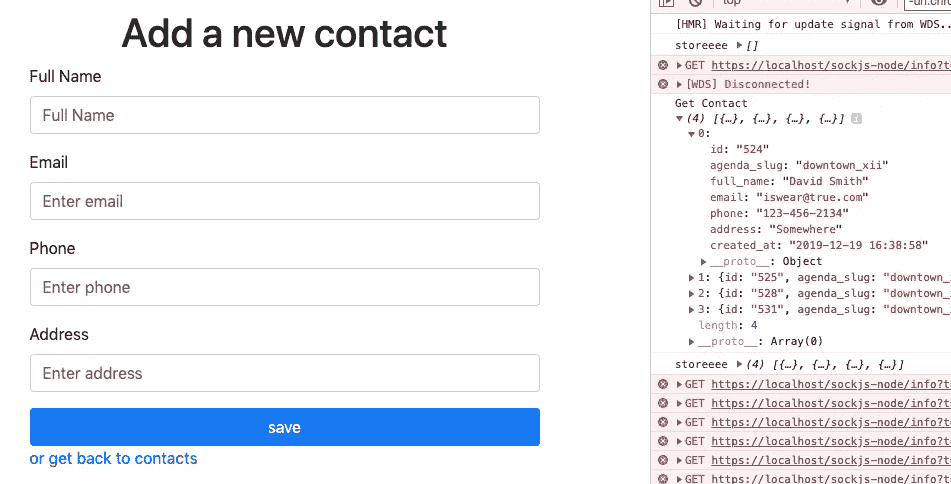 Add a new contact
Full Name
Full Name
Email
Enter email
Phone
Enter phone
Address
Enter address
save
or get back to contacts
top
[HMR] Waiting for update signal from WDS..
storeeee ▶ []
▶ GET https://localhost/sockjs-node/info?t=
▶ [WDS] Disconnected!
Get Contact
▼ (4) [{…}, {…}, {…}, {…}] i
▼ 0:
id: "524"
agenda_slug: "downtown_xii"
full_name: "David Smith"
email: "iswear@true.com"
phone: "123-456-2134"
address: "Somewhere"
created_at: "2019-12-19 16:38:58"
▶ __proto__: Object
▶ 1: {id: "525", agenda_slug: "downtown_x
▶ 2: {id: "528", agenda_slug: "downtown_x
▶ 3: {id: "531", agenda_slug: "downtown_x
length: 4
▶ __proto__: Array(0)
storeeee ▶ (4) [{…}, {…}, {…}, {…}]
▶ GET https://localhost/sockjs-node/info?t=
▶ GET https://localhost/sockjs-node/info?t=
▶ GET https://localhost/sockjs-node/info?t=
▶ GET https://localhost/sockjs-node/info?t=
▶ GET https://localhost/sockjs-node/info?t=
▶ GET https://localhost/sockjs-node/info?t=